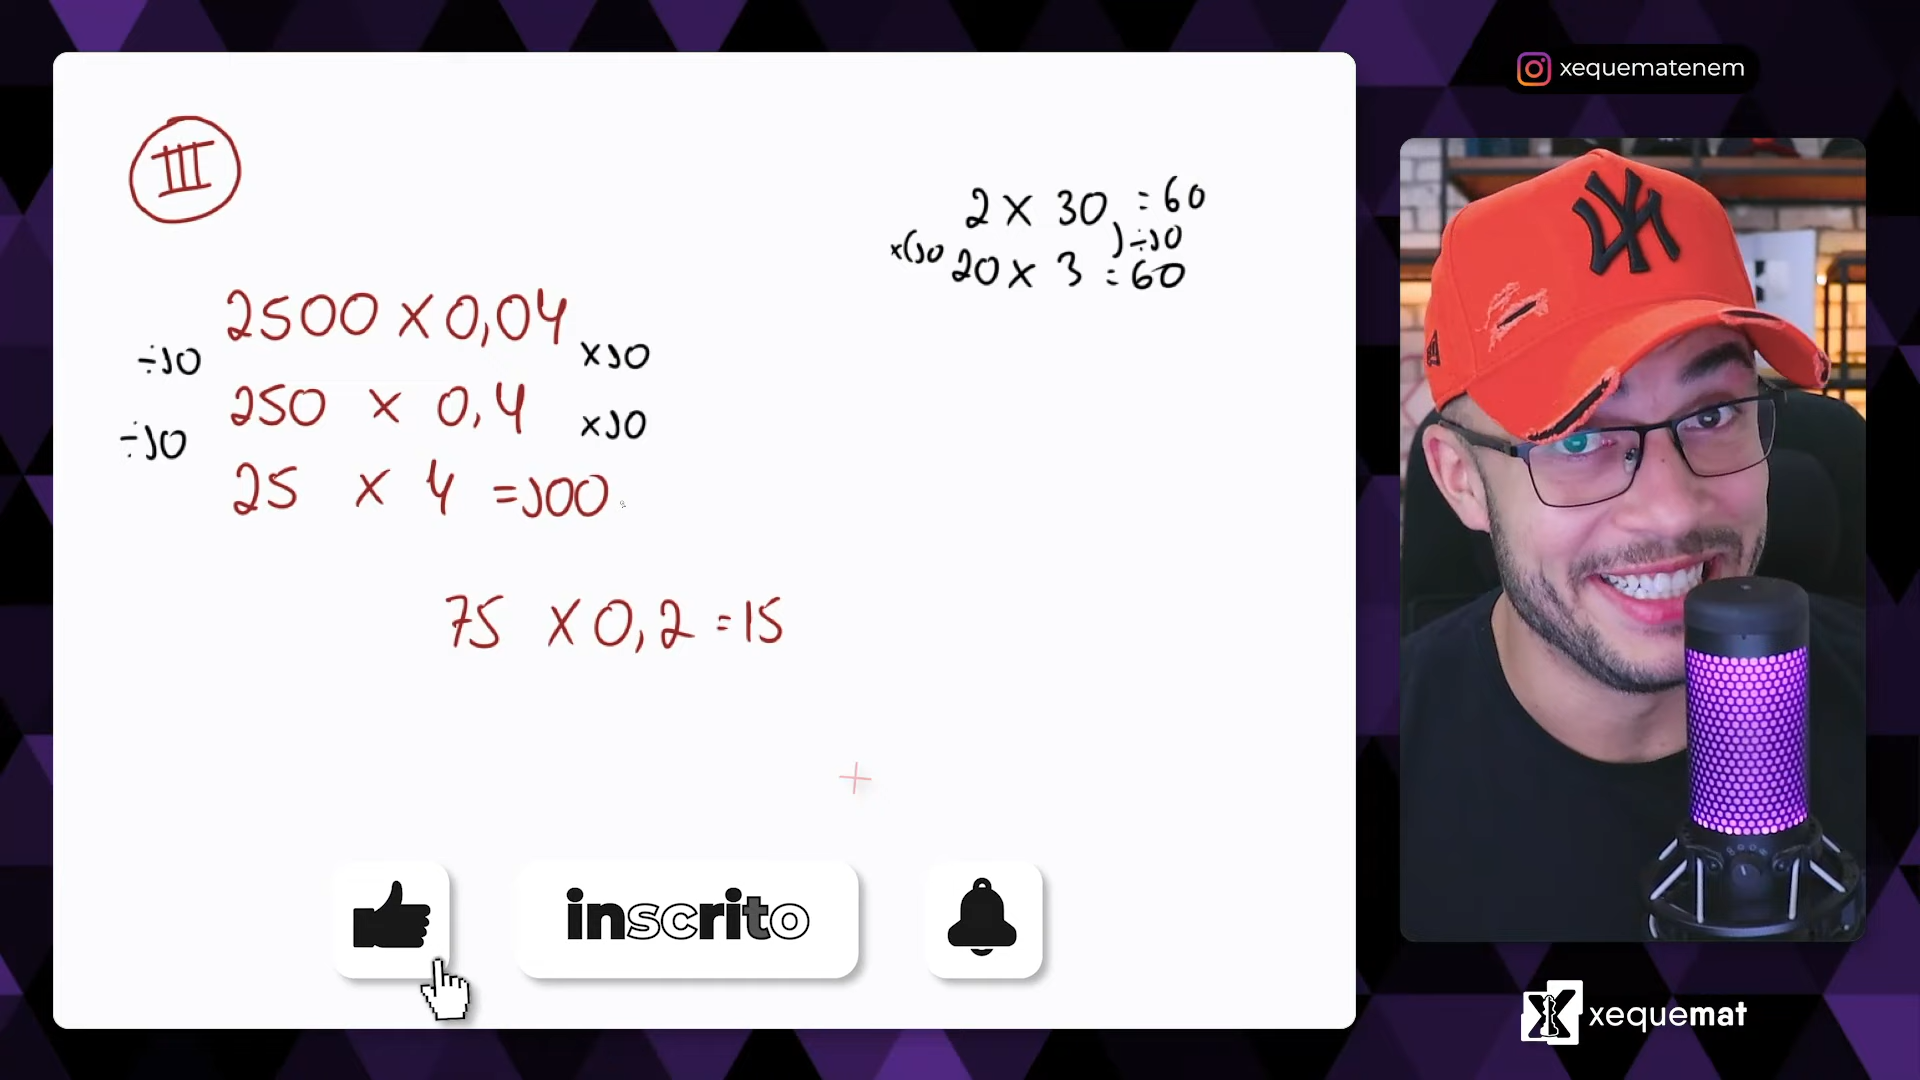 xequematenem
III
2 x 30 = 60
x10 ÷10
20 x 3 = 60
2500 x 0,04
÷10 x10
250 x 0,4
÷10 x10
25 x 4 = 100
75 x 0,2 = 15
inscrito
xequemat